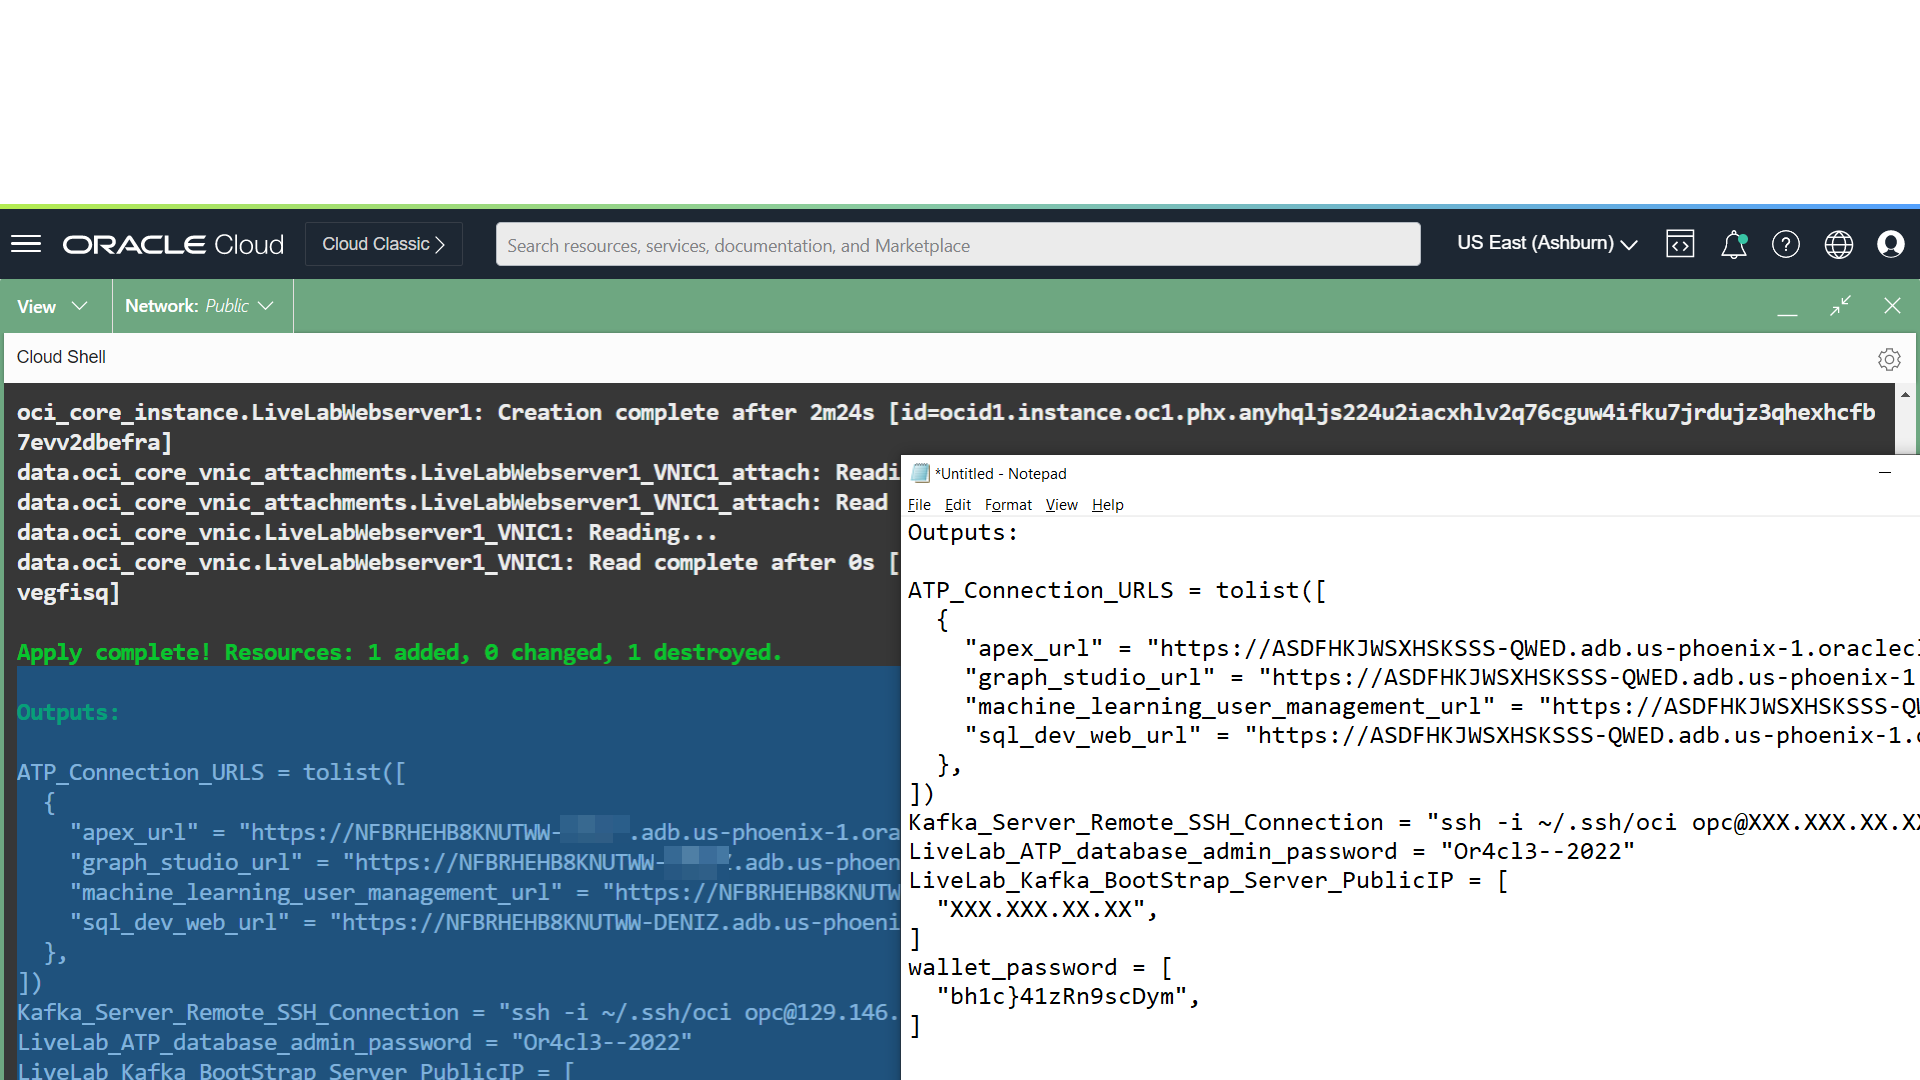 ORACLE Cloud
Cloud Classic
Search resources, services, documentation, and Marketplace
US East (Ashburn)
View
Network: Public
Cloud Shell
oci_core_instance.LiveLabWebserver1: Creation complete after 2m24s [id=ocid1.instance.oc1.phx.anyhqljs224u2iacxhlv2q76cguw4ifku7jrdujz3qhexhcfb
7evv2dbefra]
data.oci_core_vnic_attachments.LiveLabWebserver1_VNIC1_attach: Readi
data.oci_core_vnic_attachments.LiveLabWebserver1_VNIC1_attach: Read
data.oci_core_vnic.LiveLabWebserver1_VNIC1: Reading...
data.oci_core_vnic.LiveLabWebserver1_VNIC1: Read complete after 0s [
vegfisq]
Apply complete! Resources: 1 added, 0 changed, 1 destroyed.
Outputs:
ATP_Connection_URLS = tolist([
{
"apex_url" = "https://NFBRHEHB8KNUTWW- .adb.us-phoenix-1.ora
"graph_studio_url" = "https://NFBRHEHB8KNUTWW- .adb.us-phoen
"machine_learning_user_management_url" = "https://NFBRHEHB8KNUTW
"sql_dev_web_url" = "https://NFBRHEHB8KNUTWW-DENIZ.adb.us-phoeni
},
])
Kafka_Server_Remote_SSH_Connection = "ssh -i ~/.ssh/oci opc@129.146.
LiveLab_ATP_database_admin_password = "Or4cl3--2022"
LiveLab_Kafka_BootStrap_Server_PublicIP = [
*Untitled - Notepad
File Edit Format View Help
Outputs:
ATP_Connection_URLS = tolist([
{
"apex_url" = "https://ASDFHKJWSXHSKSSS-QWED.adb.us-phoenix-1.oraclecl
"graph_studio_url" = "https://ASDFHKJWSXHSKSSS-QWED.adb.us-phoenix-1
"machine_learning_user_management_url" = "https://ASDFHKJWSXHSKSSS-QW
"sql_dev_web_url" = "https://ASDFHKJWSXHSKSSS-QWED.adb.us-phoenix-1.o
},
])
Kafka_Server_Remote_SSH_Connection = "ssh -i ~/.ssh/oci opc@XXX.XXX.XX.XX
LiveLab_ATP_database_admin_password = "Or4cl3--2022"
LiveLab_Kafka_BootStrap_Server_PublicIP = [
"XXX.XXX.XX.XX",
]
wallet_password = [
"bh1c}41zRn9scDym",
]